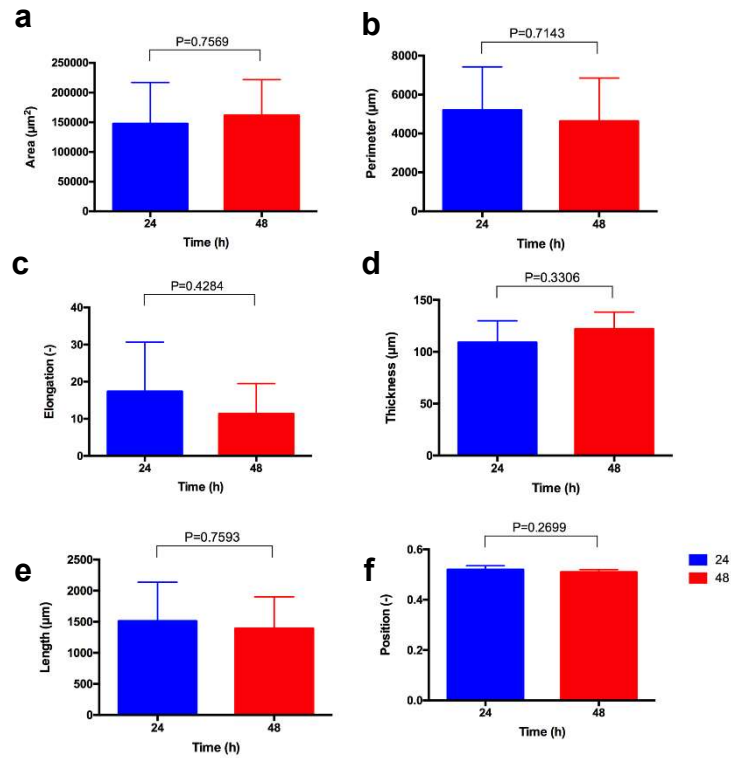 a
P=0.7569
250000
200000
150000
100000
50000
0
Area (µm²)
24
48
Time (h)
b
P=0.7143
8000
6000
4000
2000
0
Perimeter (µm)
24
48
Time (h)
c
P=0.4284
40
30
20
10
0
Elongation (-)
24
48
Time (h)
d
P=0.3306
150
100
50
0
Thickness (µm)
24
48
Time (h)
e
P=0.7593
2500
2000
1500
1000
500
0
Length (µm)
24
48
Time (h)
f
P=0.2699
0.6
0.4
0.2
0.0
Position (-)
24
48
Time (h)
24
48